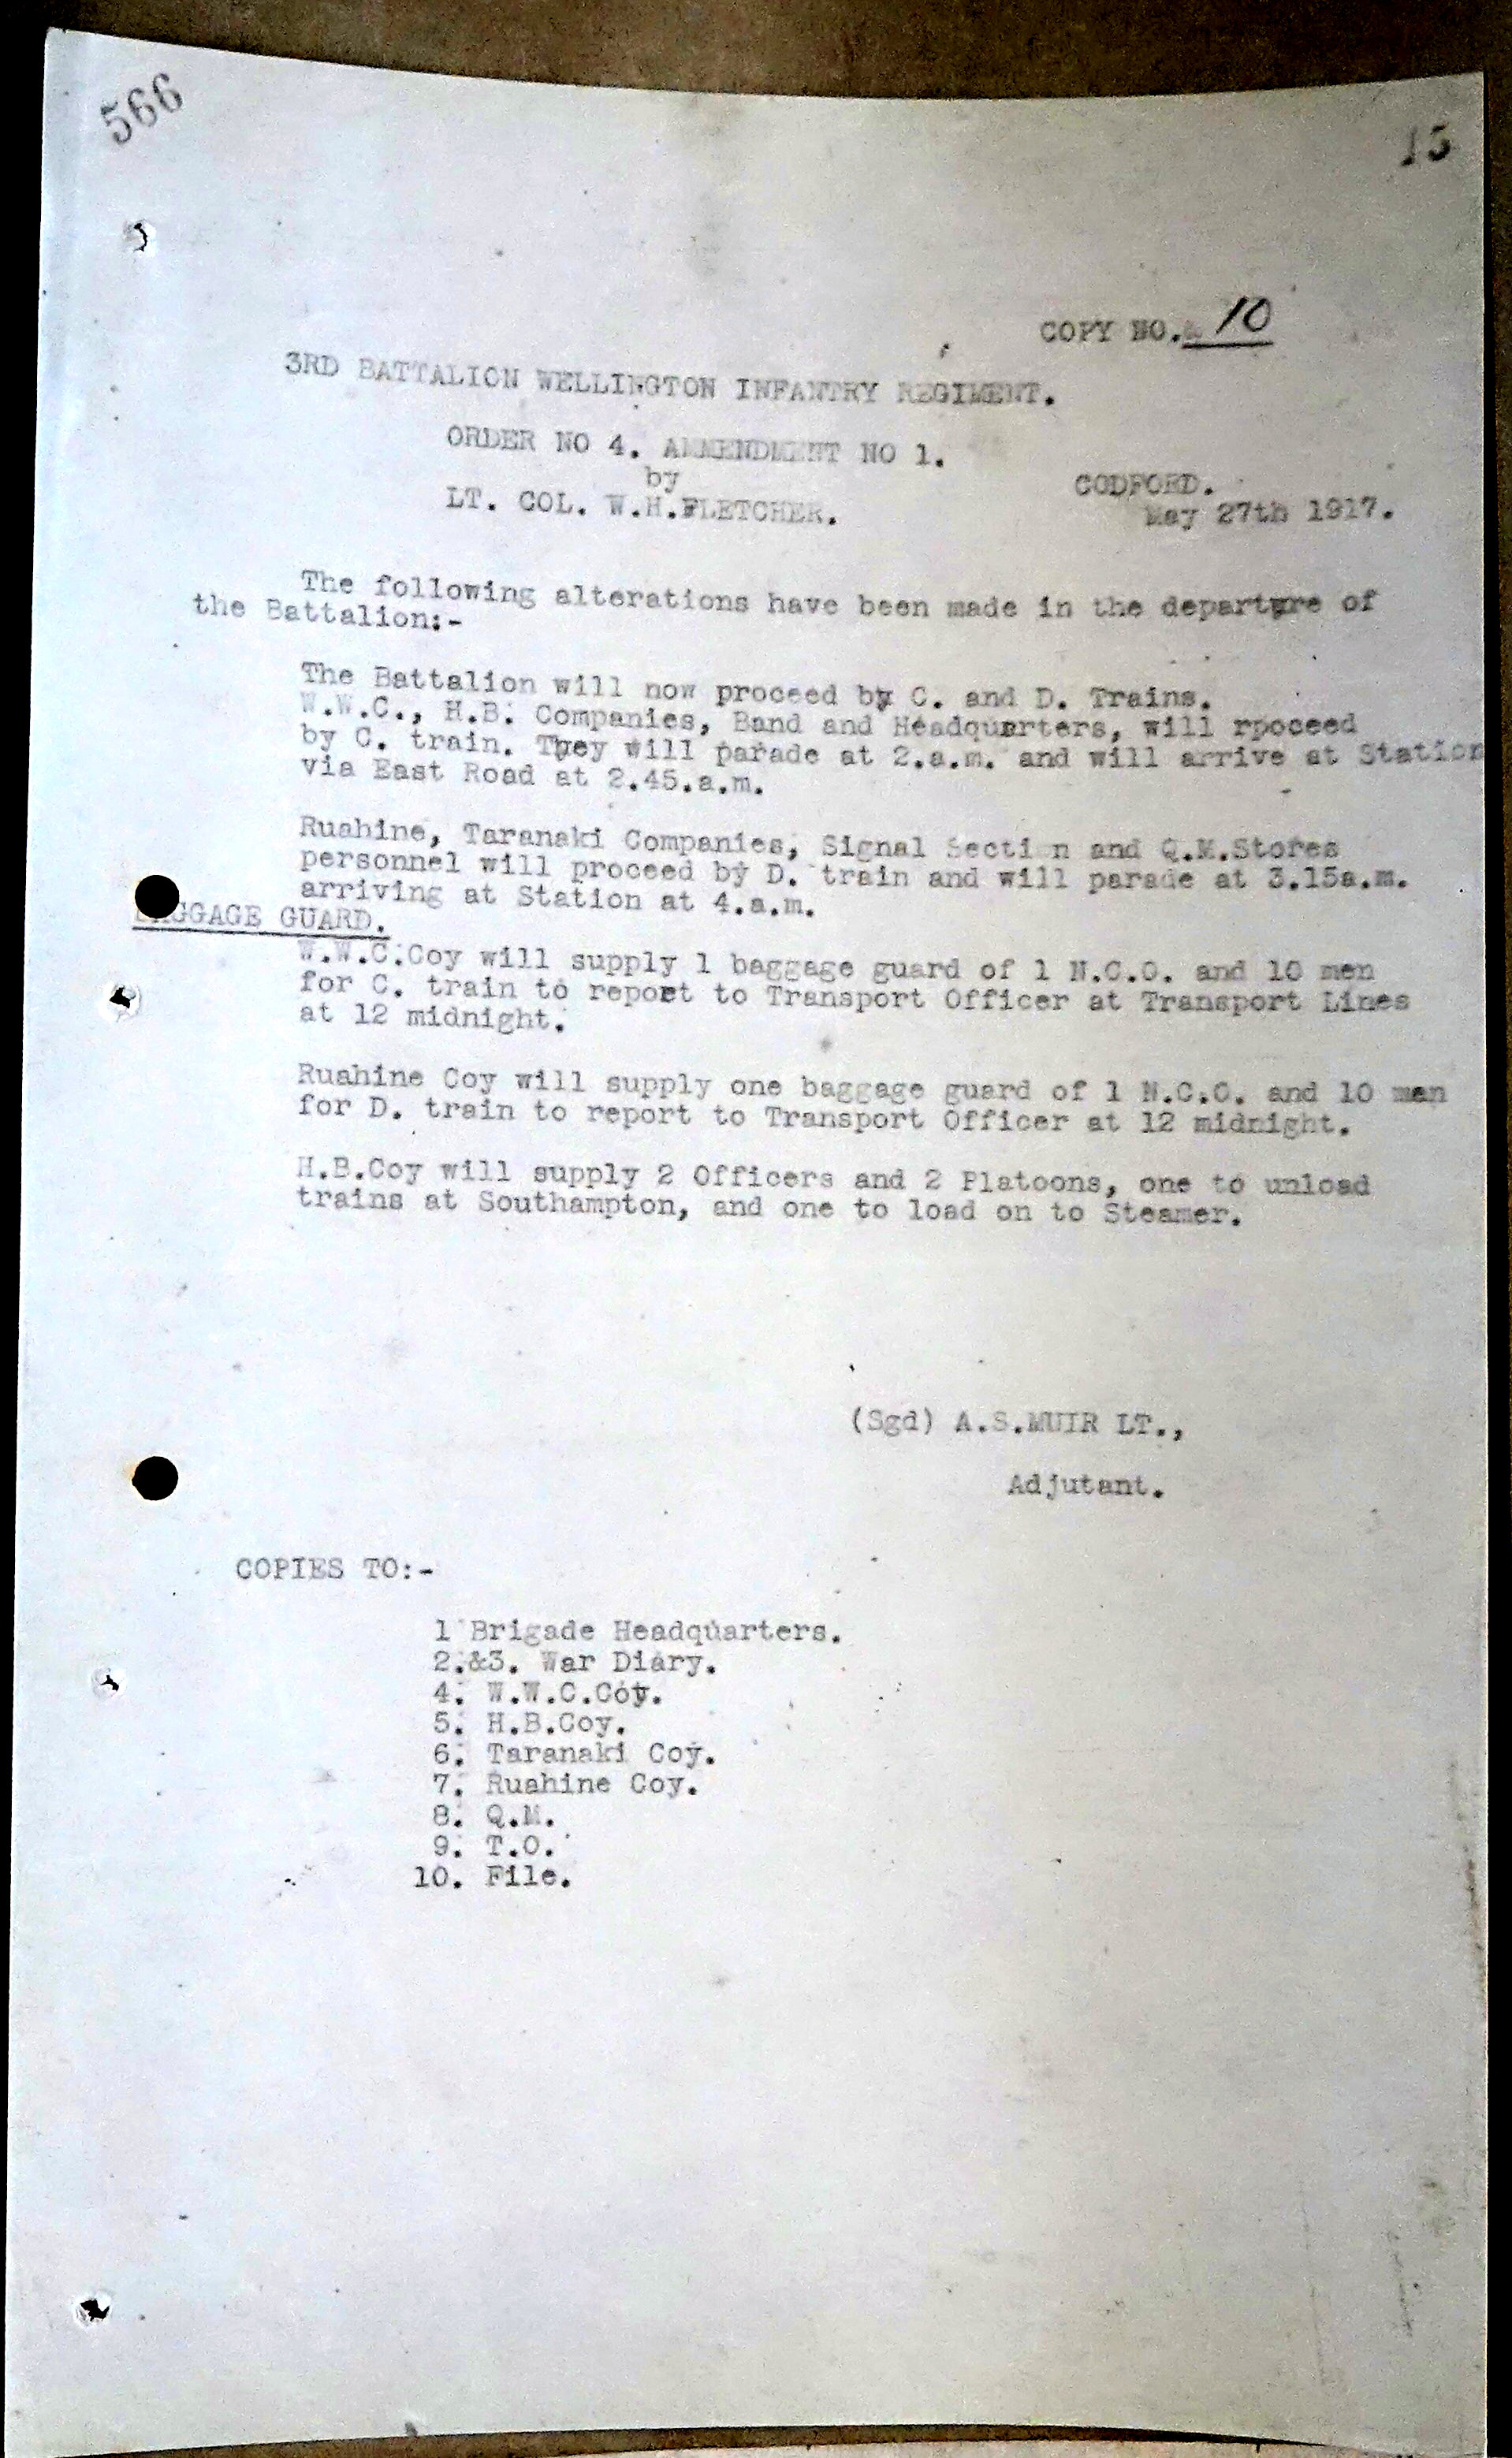 566
15
COPY NO. 10
3RD BATTALION WELLINGTON INFANTRY REGIMENT.
ORDER NO 4. AMMENDMENT NO 1.
by
LT. COL. W.H.FLETCHER.
CODFORD.
May 27th 1917.
The following alterations have been made in the departure of
the Battalion:-
The Battalion will now proceed by C. and D. Trains.
W.W.C., H.B. Companies, Band and Headquarters, will rpoceed
by C. train. They will parade at 2.a.m. and will arrive at Station
via East Road at 2.45.a.m.
Ruahine, Taranaki Companies, Signal Secti n and Q.M.Stores
personnel will proceed by D. train and will parade at 3.15a.m.
arriving at Station at 4.a.m.
BAGGAGE GUARD.
W.W.C.Coy will supply 1 baggage guard of 1 N.C.O. and 10 men
for C. train to report to Transport Officer at Transport Lines
at 12 midnight.
Ruahine Coy will supply one baggage guard of 1 N.C.O. and 10 men
for D. train to report to Transport Officer at 12 midnight.
H.B.Coy will supply 2 Officers and 2 Platoons, one to unload
trains at Southampton, and one to load on to Steamer.
(Sgd) A.S.MUIR LT.,
Adjutant.
COPIES TO:-
1 Brigade Headquarters.
2.&3. War Diary.
4. W.W.C.Coy.
5. H.B.Coy.
6. Taranaki Coy.
7. Ruahine Coy.
8. Q.M.
9. T.O.
10. File.